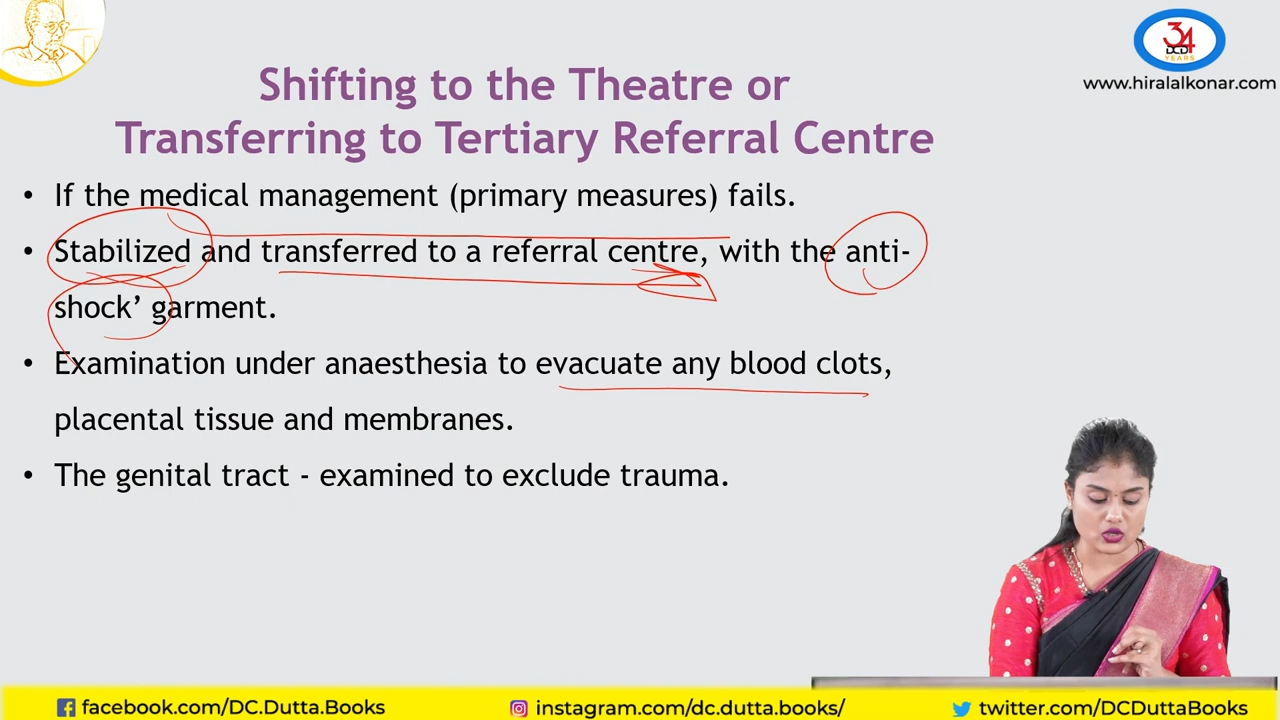 34
DCD
YEARS
www.hiralalkonar.com
Shifting to the Theatre or
Transferring to Tertiary Referral Centre
• If the medical management (primary measures) fails.
• Stabilized and transferred to a referral centre, with the anti-
shock’ garment.
• Examination under anaesthesia to evacuate any blood clots,
placental tissue and membranes.
• The genital tract - examined to exclude trauma.
facebook.com/DC.Dutta.Books
instagram.com/dc.dutta.books/
twitter.com/DCDuttaBooks